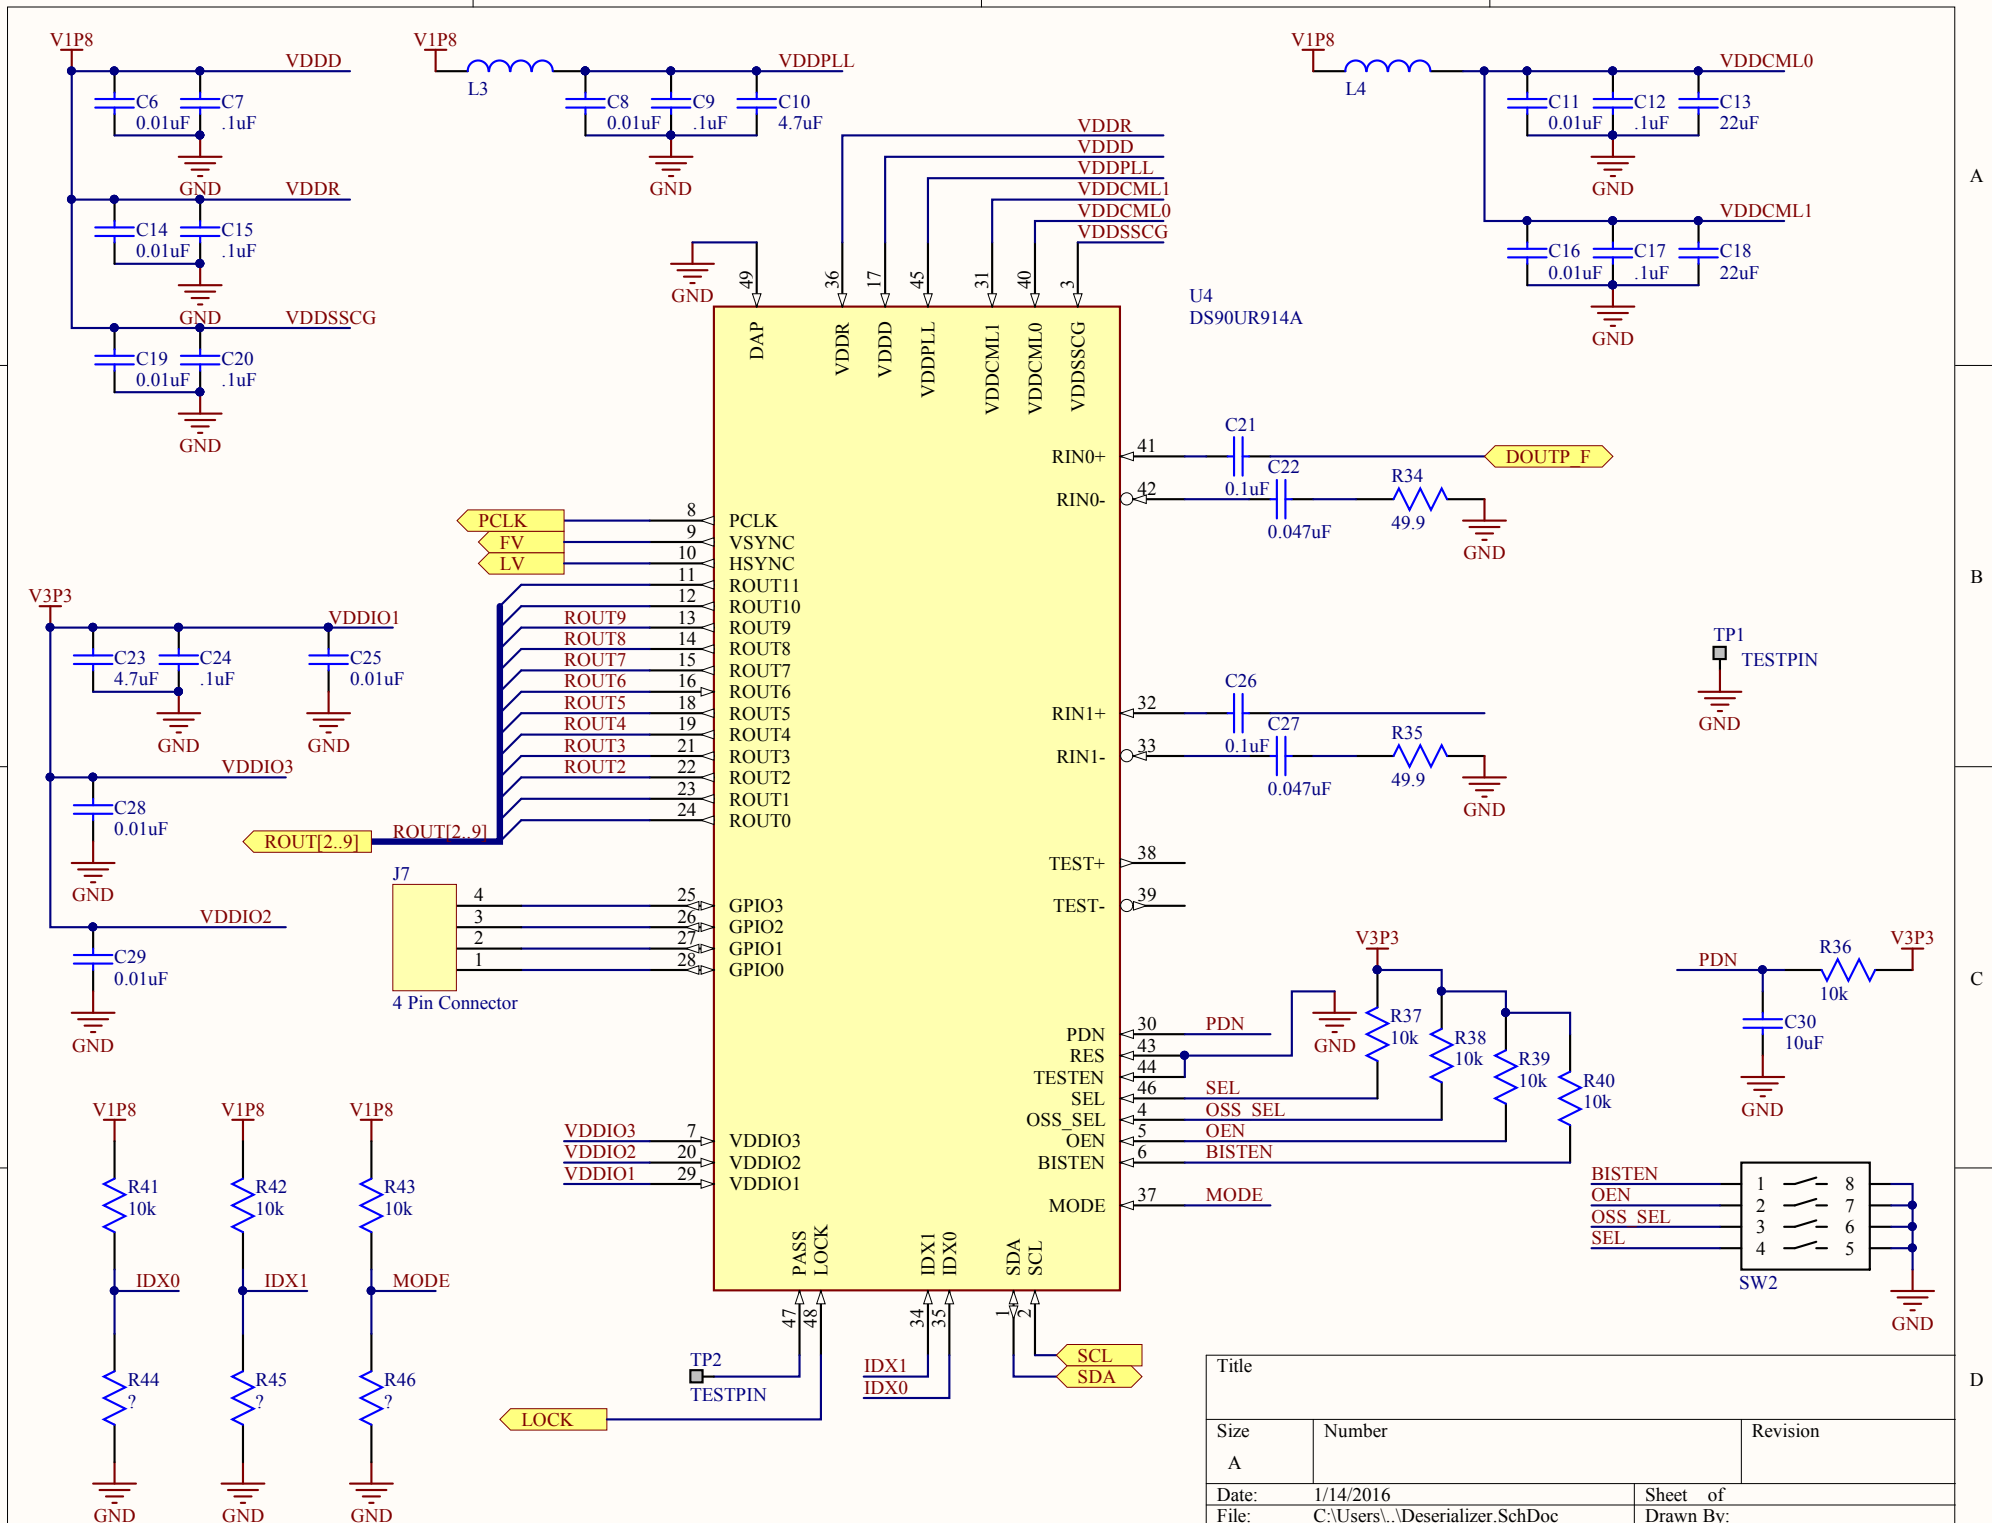 V1P8
VDDD
C6
0.01uF
C7
.1uF
GND
VDDR
C14
0.01uF
C15
.1uF
GND
VDDSSCG
C19
0.01uF
C20
.1uF
GND
V1P8
L3
VDDPLL
C8
0.01uF
C9
.1uF
C10
4.7uF
GND
V1P8
L4
VDDCML0
C11
0.01uF
C12
.1uF
C13
22uF
GND
VDDCML1
C16
0.01uF
C17
.1uF
C18
22uF
GND
A
B
C
D
VDDR
VDDD
VDDPLL
VDDCML1
VDDCML0
VDDSSCG
GND
49
36
17
45
31
40
3
DAP
VDDR
VDDD
VDDPLL
VDDCML1
VDDCML0
VDDSSCG
U4
DS90UR914A
PCLK 8 PCLK
FV 9 VSYNC
LV 10 HSYNC
11 ROUT11
12 ROUT10
ROUT9 13 ROUT9
ROUT8 14 ROUT8
ROUT7 15 ROUT7
ROUT6 16 ROUT6
ROUT5 18 ROUT5
ROUT4 19 ROUT4
ROUT3 21 ROUT3
ROUT2 22 ROUT2
23 ROUT1
24 ROUT0
ROUT[2..9] ROUT[2..9]
V3P3
VDDIO1
C23
4.7uF
C24
.1uF
C25
0.01uF
GND
GND
VDDIO3
C28
0.01uF
GND
VDDIO2
C29
0.01uF
GND
J7
4 25 GPIO3
3 26 GPIO2
2 27 GPIO1
1 28 GPIO0
4 Pin Connector
RIN0+ 41
C21
0.1uF
DOUTP_F
RIN0- 42
C22
0.047uF
R34
49.9
GND
RIN1+ 32
C26
0.1uF
RIN1- 33
C27
0.047uF
R35
49.9
GND
TP1
TESTPIN
GND
TEST+ 38
TEST- 39
PDN 30 PDN
RES 43
TESTEN 44
SEL 46 SEL
OSS_SEL 4 OSS_SEL
OEN 5 OEN
BISTEN 6 BISTEN
MODE 37 MODE
GND
V3P3
R37
10k
R38
10k
R39
10k
R40
10k
PDN
R36
10k
V3P3
C30
10uF
GND
VDDIO3 7 VDDIO3
VDDIO2 20 VDDIO2
VDDIO1 29 VDDIO1
BISTEN 1 8
OEN 2 7
OSS_SEL 3 6
SEL 4 5
SW2
GND
V1P8
R41
10k
IDX0
R44
?
GND
V1P8
R42
10k
IDX1
R45
?
GND
V1P8
R43
10k
MODE
R46
?
GND
PASS
LOCK
IDX1
IDX0
SDA
SCL
47
48
34
35
1
2
TP2
TESTPIN
LOCK
IDX1
IDX0
SCL
SDA
Title
Size
A
Number
Revision
Date: 1/14/2016
Sheet of
File: C:\Users\..\Deserializer.SchDoc
Drawn By: